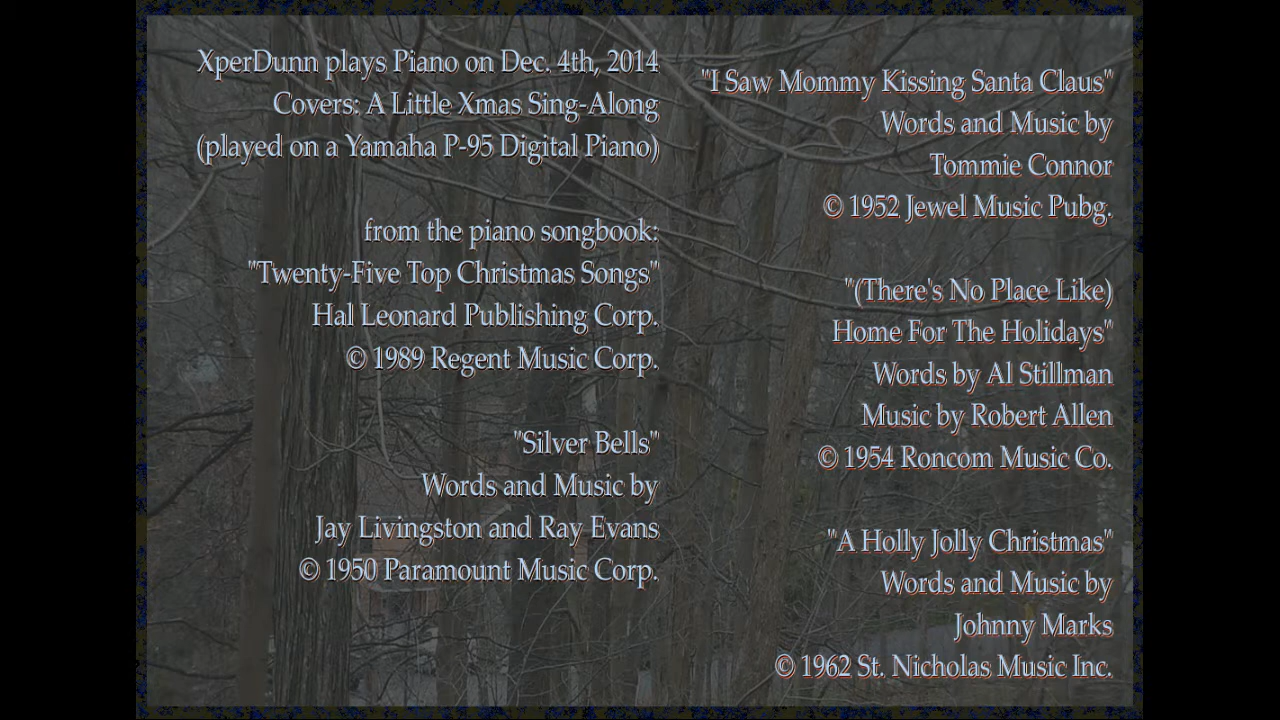 XperDunn plays Piano on Dec. 4th, 2014
Covers: A Little Xmas Sing-Along
(played on a Yamaha P-95 Digital Piano)
from the piano songbook:
"Twenty-Five Top Christmas Songs"
Hal Leonard Publishing Corp.
© 1989 Regent Music Corp.
"Silver Bells"
Words and Music by
Jay Livingston and Ray Evans
© 1950 Paramount Music Corp.
"I Saw Mommy Kissing Santa Claus"
Words and Music by
Tommie Connor
© 1952 Jewel Music Pubg.
"(There's No Place Like)
Home For The Holidays"
Words by Al Stillman
Music by Robert Allen
© 1954 Roncom Music Co.
"A Holly Jolly Christmas"
Words and Music by
Johnny Marks
© 1962 St. Nicholas Music Inc.